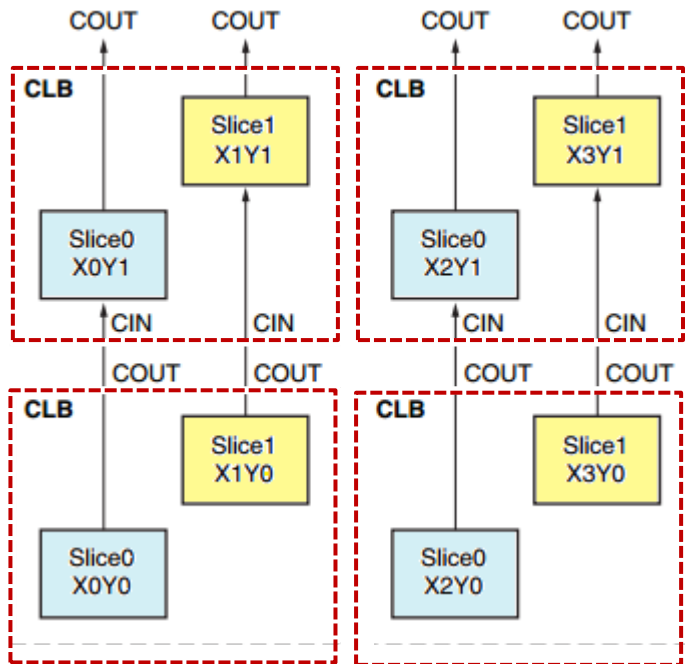 COUT COUT COUT COUT
CLB CLB
Slice1
X1Y1
Slice1
X3Y1
Slice0
X0Y1
Slice0
X2Y1
CIN CIN CIN CIN
COUT COUT COUT COUT
CLB CLB
Slice1
X1Y0
Slice1
X3Y0
Slice0
X0Y0
Slice0
X2Y0